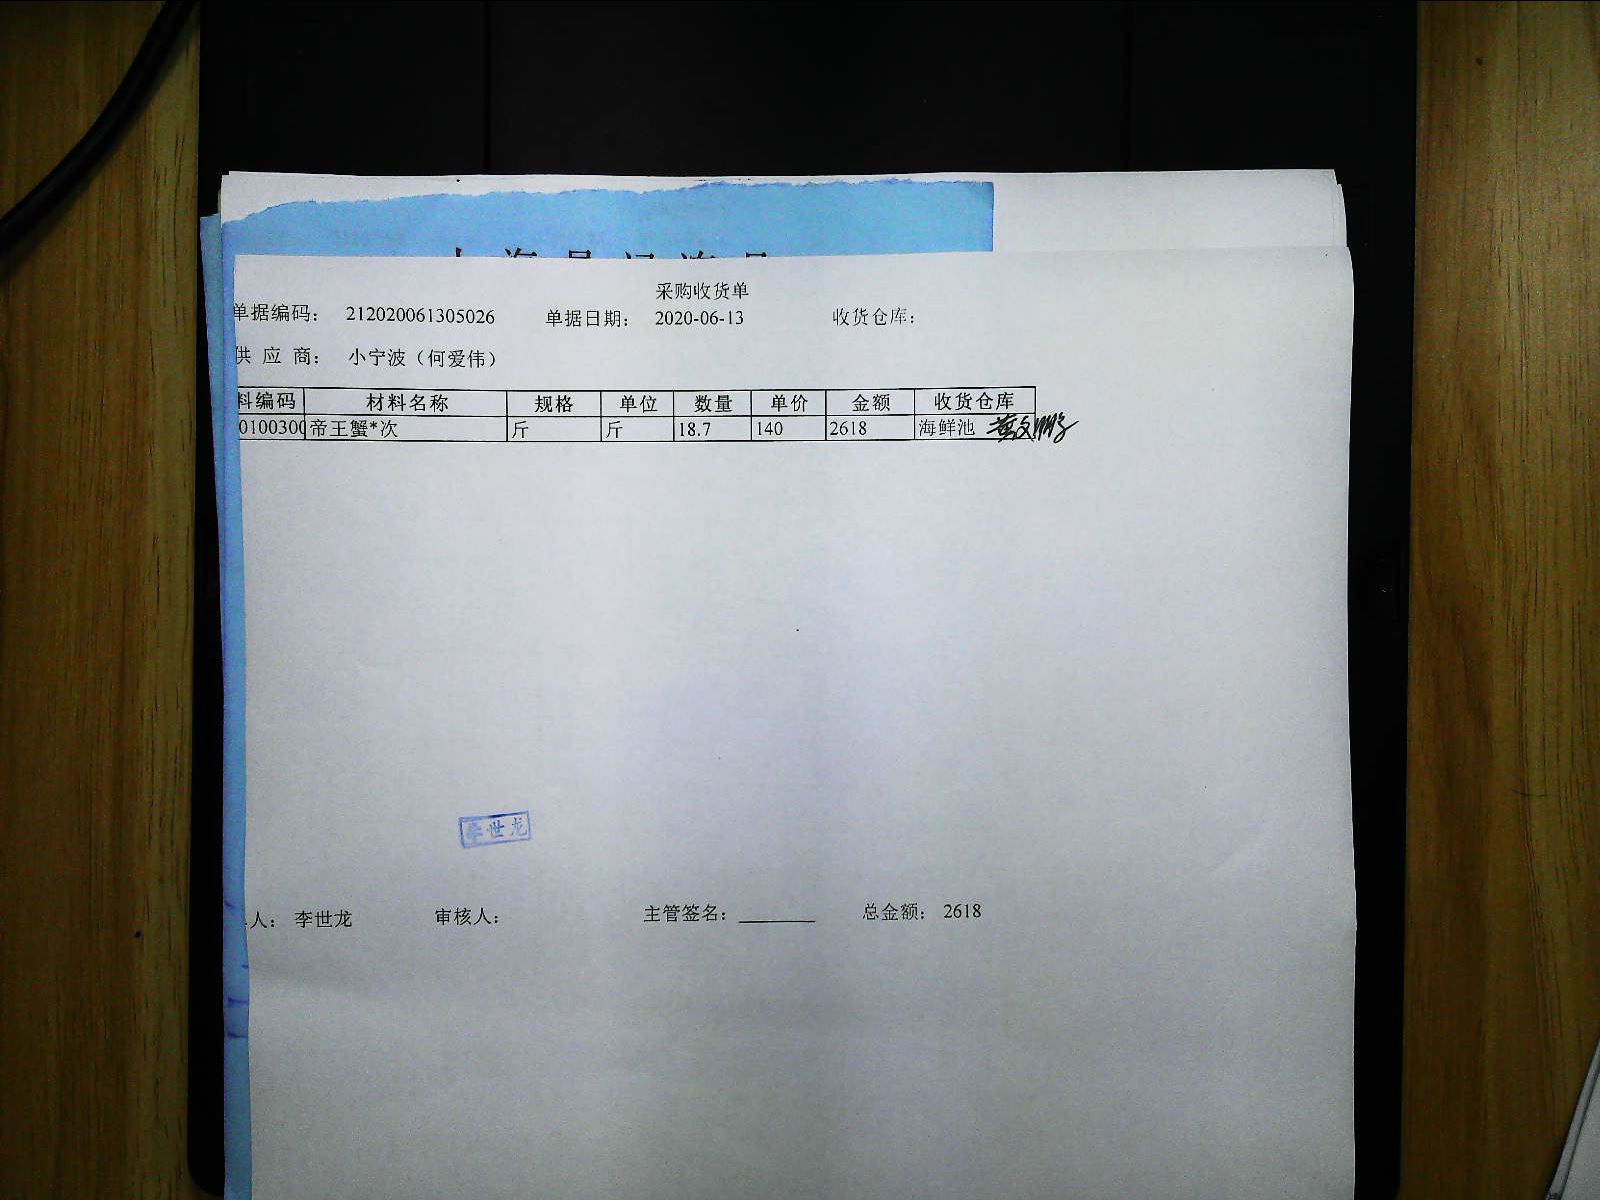 采购收货单
单据编码： 212020061305026 单据日期： 2020-06-13 收货仓库：
供 应 商： 小宁波（何爱伟）
料编码 材料名称 规格 单位 数量 单价 金额 收货仓库
0100300 帝王蟹*次 斤 斤 18.7 140 2618 海鲜池
李世龙
人： 李世龙 审核人： 主管签名： 总金额： 2618